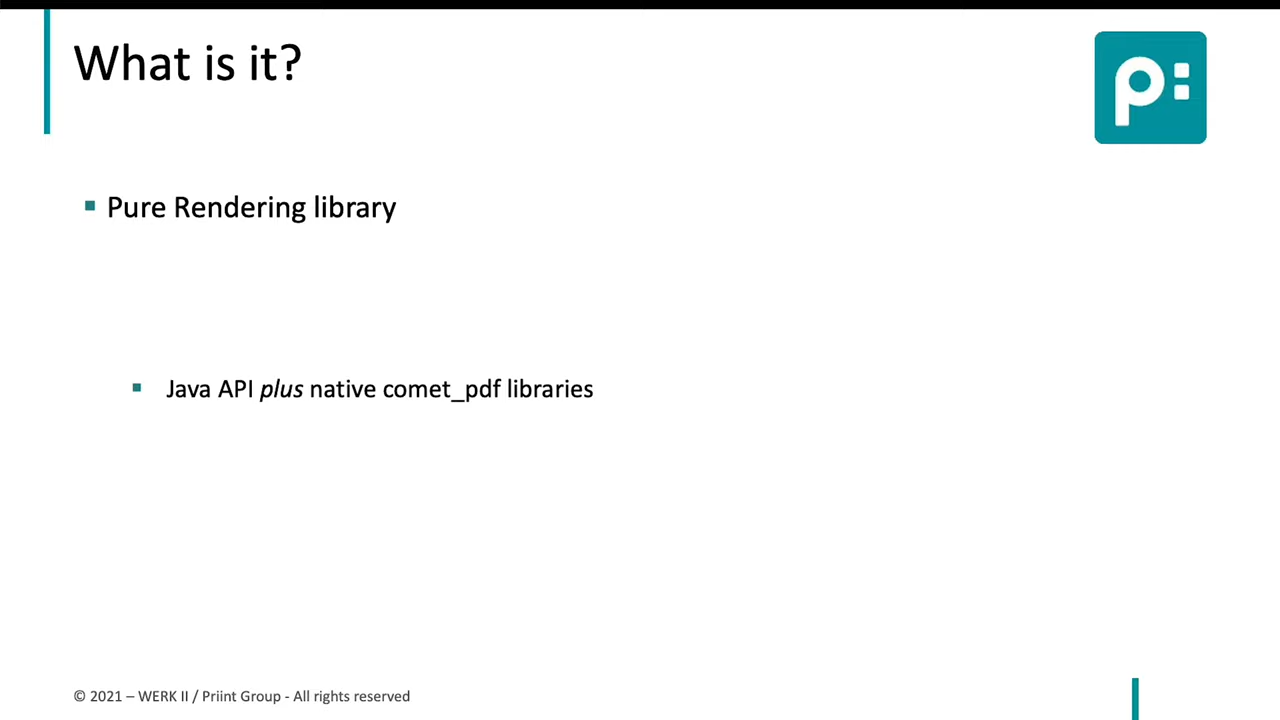 What is it?
p:
Pure Rendering library
Java API plus native comet_pdf libraries
© 2021 – WERK II / Priint Group - All rights reserved